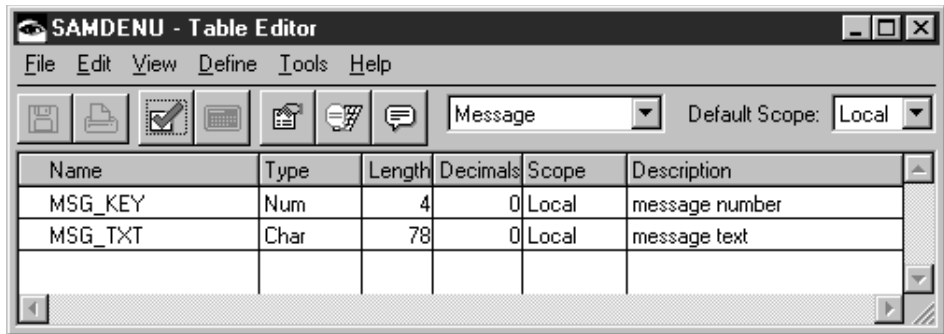 SAMDENU - Table Editor
File Edit View Define Tools Help
Message Default Scope: Local
Name Type Length Decimals Scope Description
MSG_KEY Num 4 0 Local message number
MSG_TXT Char 78 0 Local message text